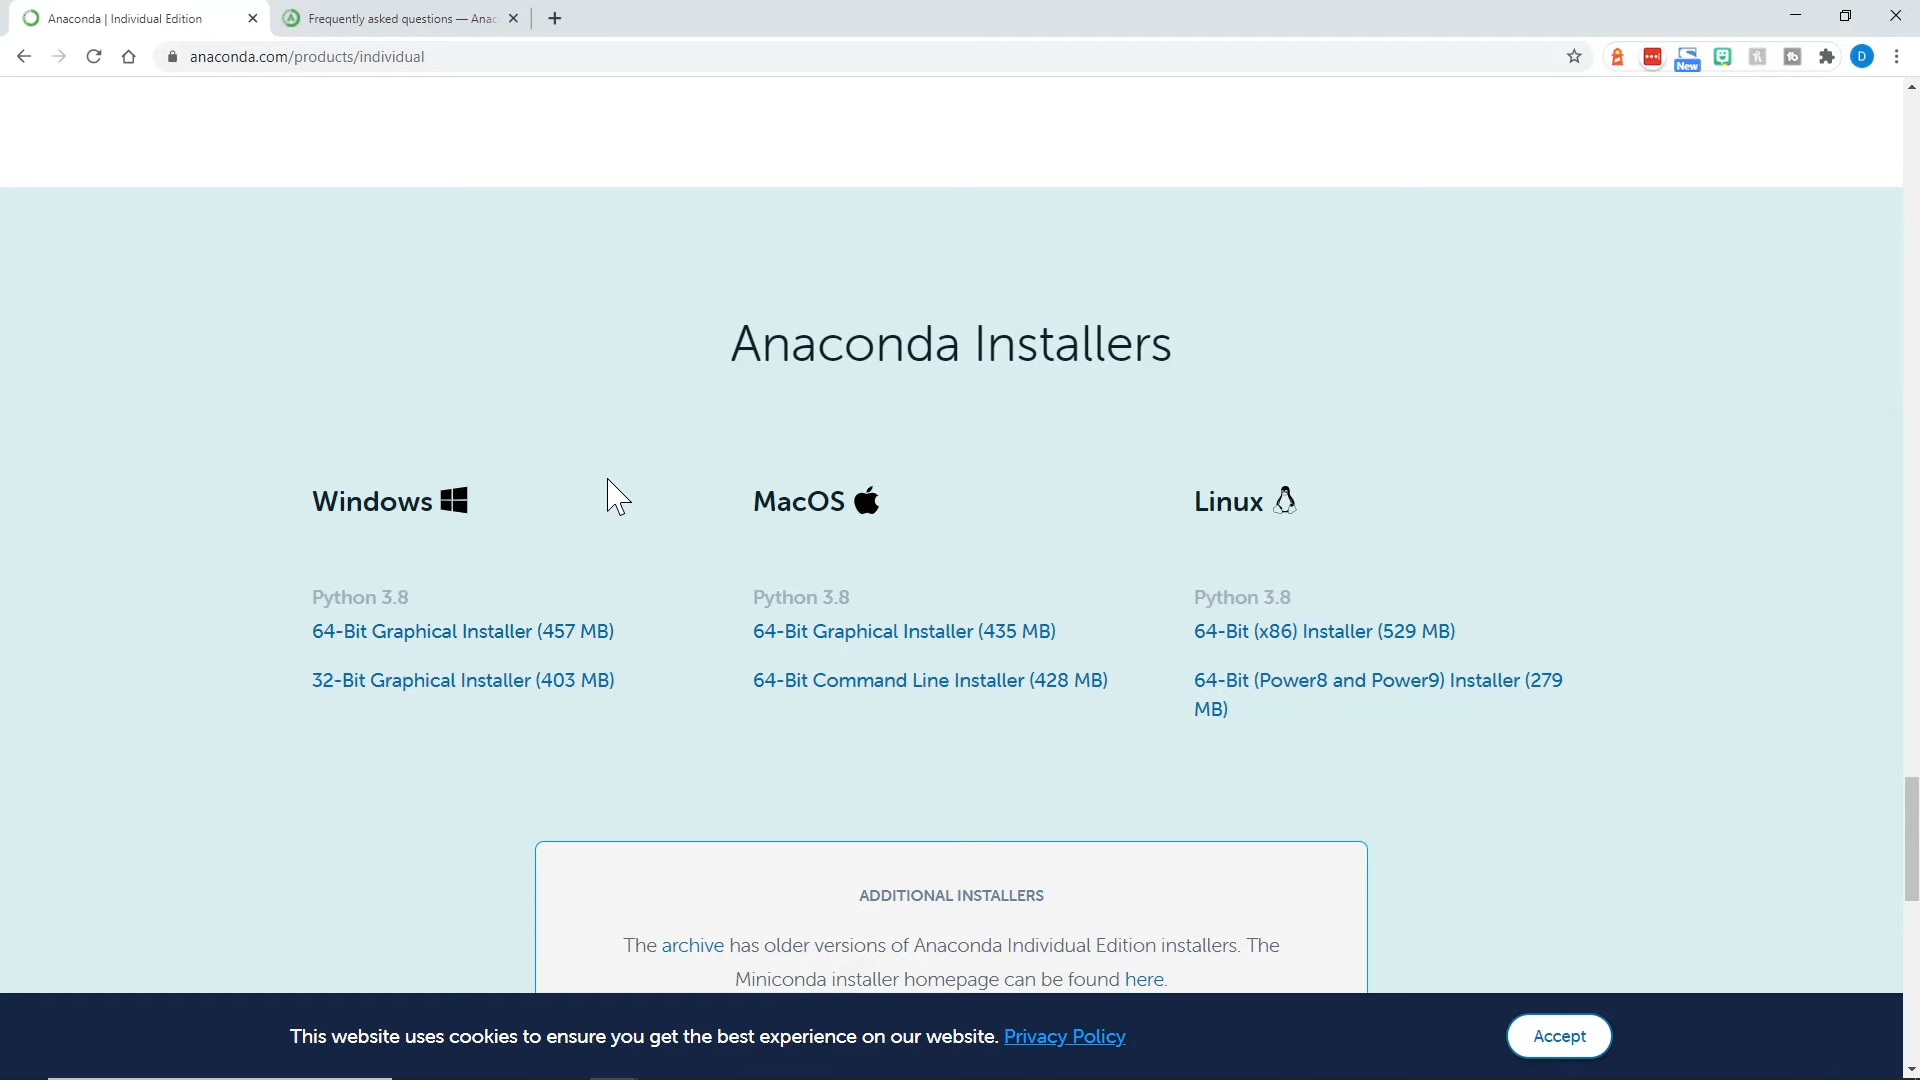 Anaconda | Individual Edition
Frequently asked questions — Anac
anaconda.com/products/individual
New
D
Anaconda Installers
Windows
MacOS
Linux
Python 3.8
Python 3.8
Python 3.8
64-Bit Graphical Installer (457 MB)
64-Bit Graphical Installer (435 MB)
64-Bit (x86) Installer (529 MB)
32-Bit Graphical Installer (403 MB)
64-Bit Command Line Installer (428 MB)
64-Bit (Power8 and Power9) Installer (279
MB)
ADDITIONAL INSTALLERS
The archive has older versions of Anaconda Individual Edition installers. The
Miniconda installer homepage can be found here.
This website uses cookies to ensure you get the best experience on our website. Privacy Policy
Accept